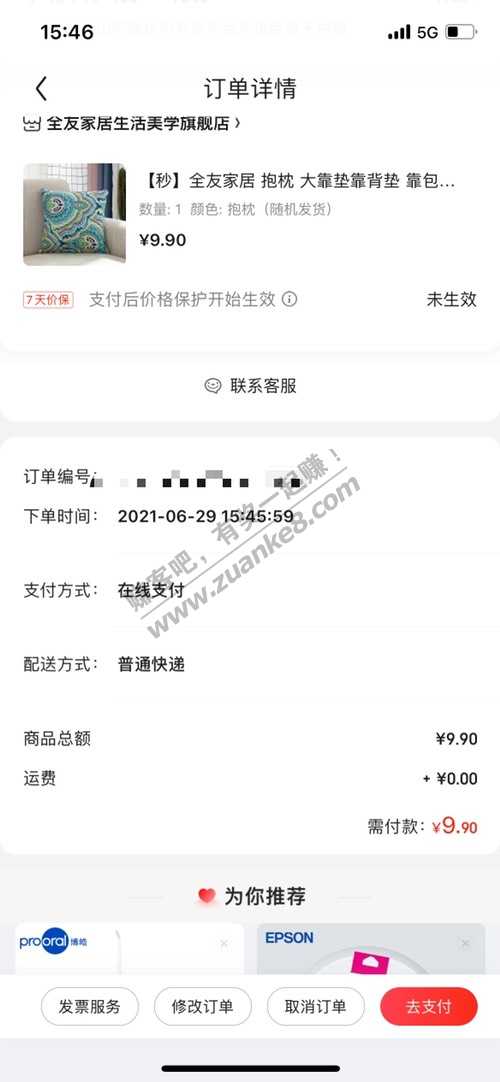 15:46
5G
订单详情
全友家居生活美学旗舰店 ›
【秒】全友家居 抱枕 大靠垫靠背垫 靠包...
数量: 1 颜色: 抱枕（随机发货）
¥9.90
7天价保 支付后价格保护开始生效 未生效
联系客服
订单编号:
下单时间: 2021-06-29 15:45:59
支付方式: 在线支付
配送方式: 普通快递
商品总额 ¥9.90
运费 + ¥0.00
需付款: ¥9.90
赚客吧，有奖一起赚！
www.zuanke8.com
为你推荐
prooral 博皓
EPSON
发票服务 修改订单 取消订单 去支付